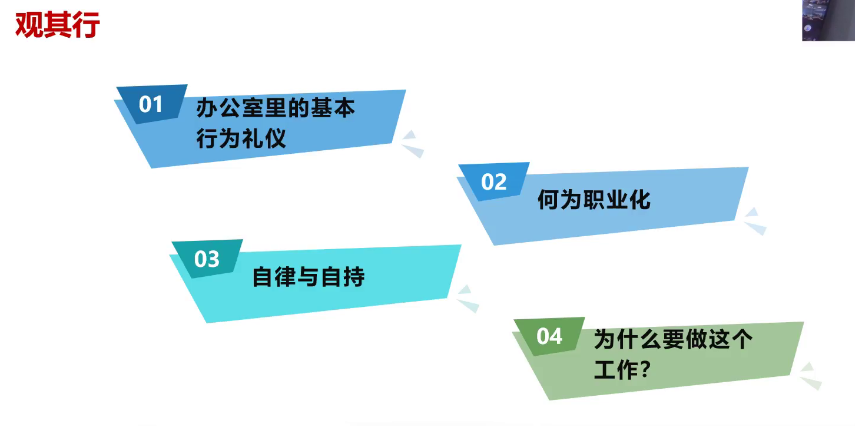 观其行
01
办公室里的基本
行为礼仪
02
何为职业化
03
自律与自持
04
为什么要做这个
工作?